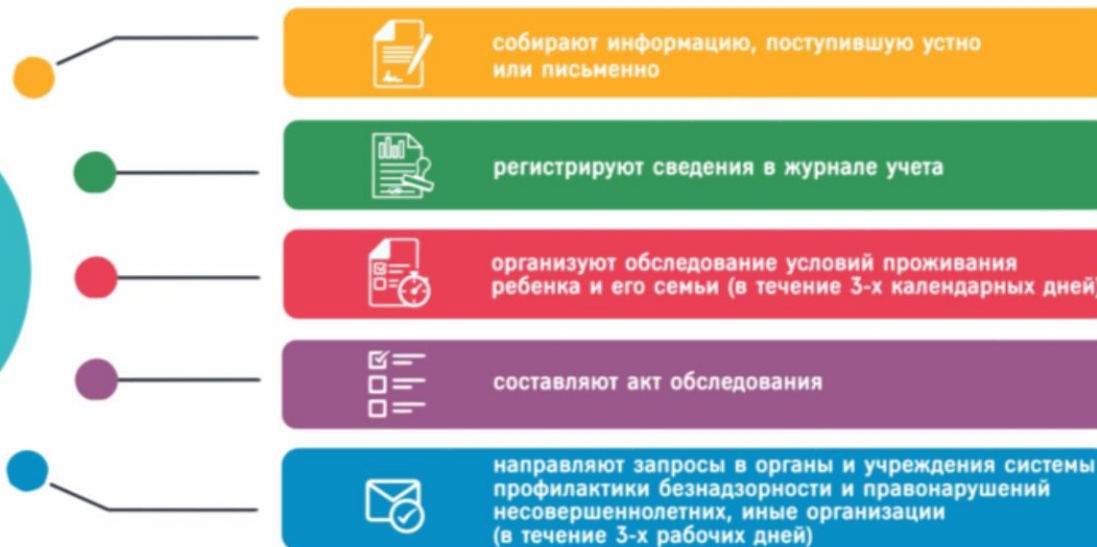 собирают информацию, поступившую устно
или письменно
регистрируют сведения в журнале учета
организуют обследование условий проживания
ребенка и его семьи (в течение 3-х календарных дней)
составляют акт обследования
направляют запросы в органы и учреждения системы
профилактики безнадзорности и правонарушений
несовершеннолетних, иные организации
(в течение 3-х рабочих дней)